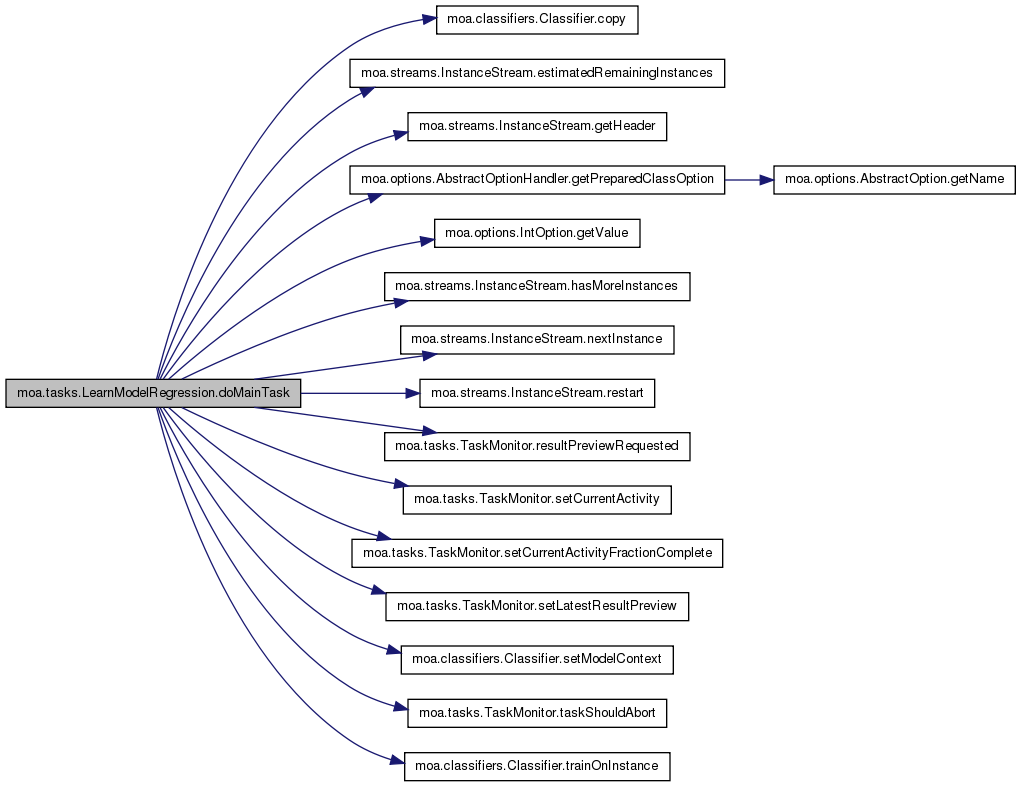 moa.classifiers.Classifier.copy
moa.streams.InstanceStream.estimatedRemainingInstances
moa.streams.InstanceStream.getHeader
moa.options.AbstractOptionHandler.getPreparedClassOption
moa.options.AbstractOption.getName
moa.options.IntOption.getValue
moa.streams.InstanceStream.hasMoreInstances
moa.streams.InstanceStream.nextInstance
moa.tasks.LearnModelRegression.doMainTask
moa.streams.InstanceStream.restart
moa.tasks.TaskMonitor.resultPreviewRequested
moa.tasks.TaskMonitor.setCurrentActivity
moa.tasks.TaskMonitor.setCurrentActivityFractionComplete
moa.tasks.TaskMonitor.setLatestResultPreview
moa.classifiers.Classifier.setModelContext
moa.tasks.TaskMonitor.taskShouldAbort
moa.classifiers.Classifier.trainOnInstance